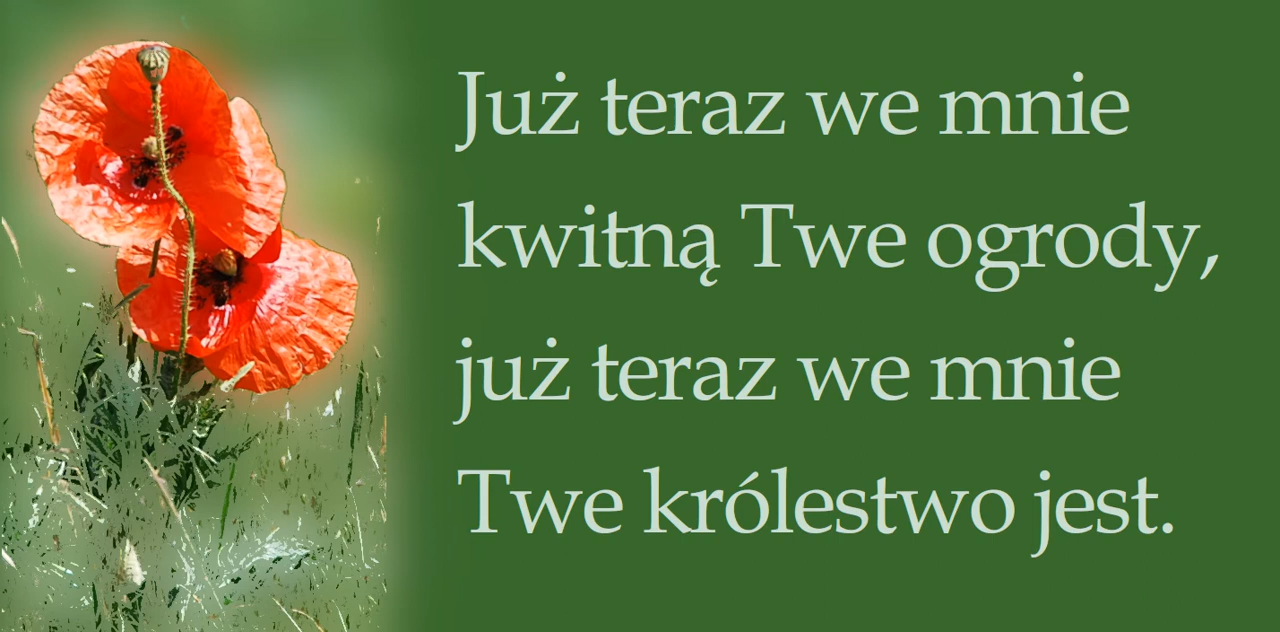 Już teraz we mnie
kwitną Twe ogrody,
już teraz we mnie
Twe królestwo jest.